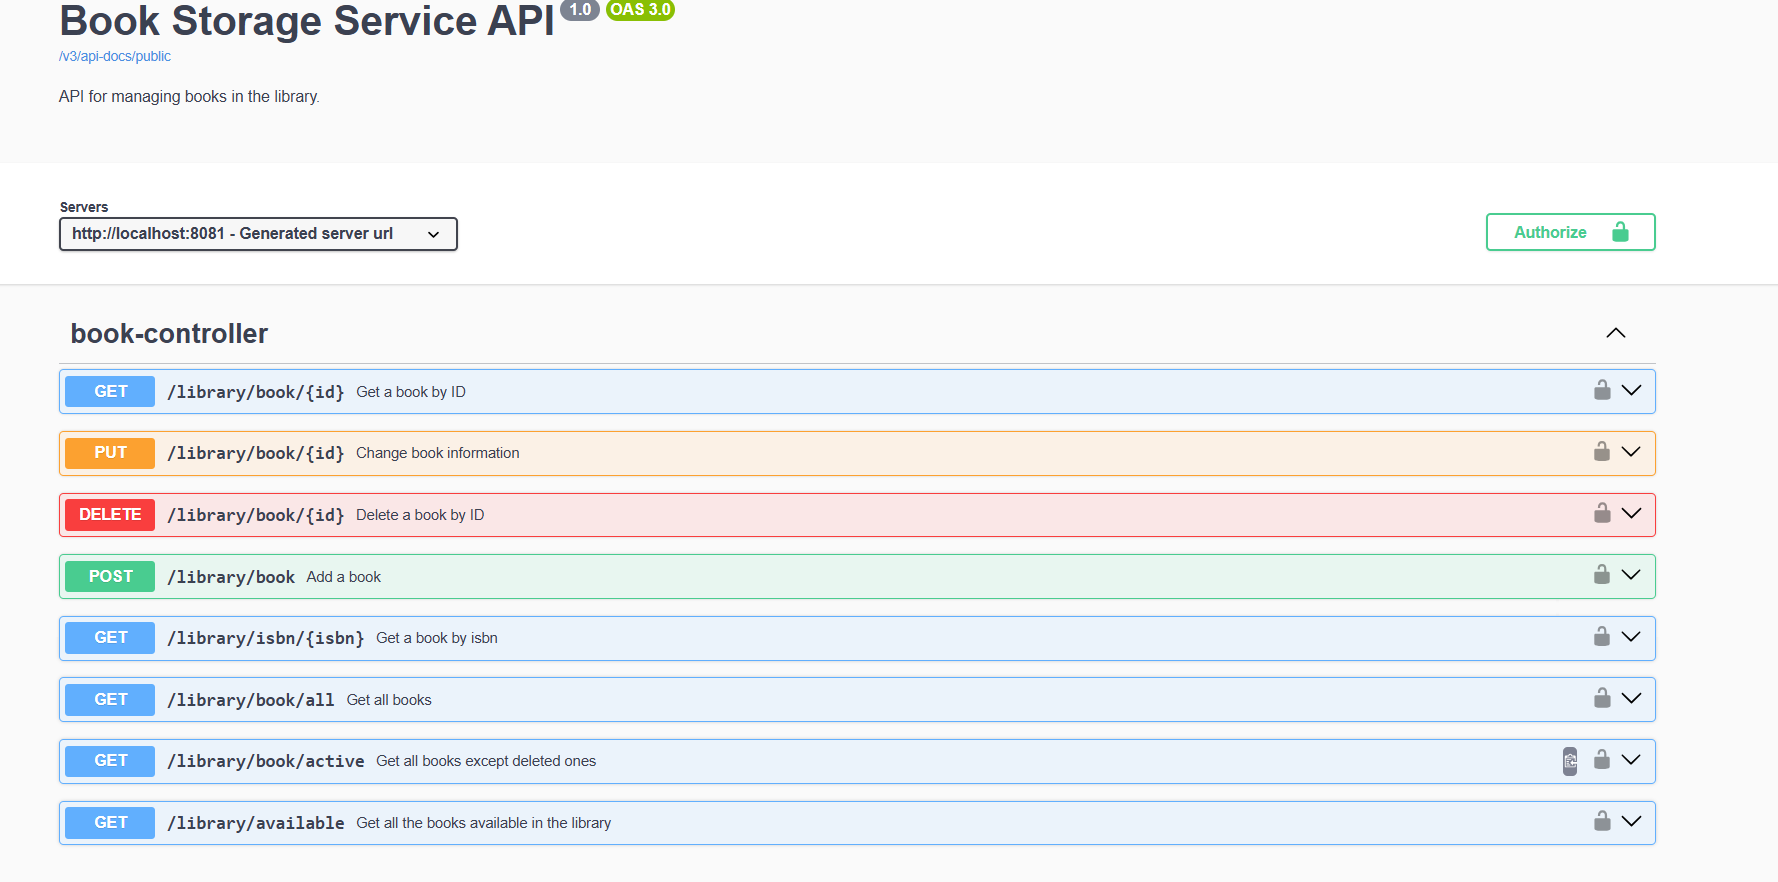 Book Storage Service API 1.0 OAS 3.0
/v3/api-docs/public
API for managing books in the library.
Servers
http://localhost:8081 - Generated server url
Authorize
book-controller
GET /library/book/{id} Get a book by ID
PUT /library/book/{id} Change book information
DELETE /library/book/{id} Delete a book by ID
POST /library/book Add a book
GET /library/isbn/{isbn} Get a book by isbn
GET /library/book/all Get all books
GET /library/book/active Get all books except deleted ones
GET /library/available Get all the books available in the library